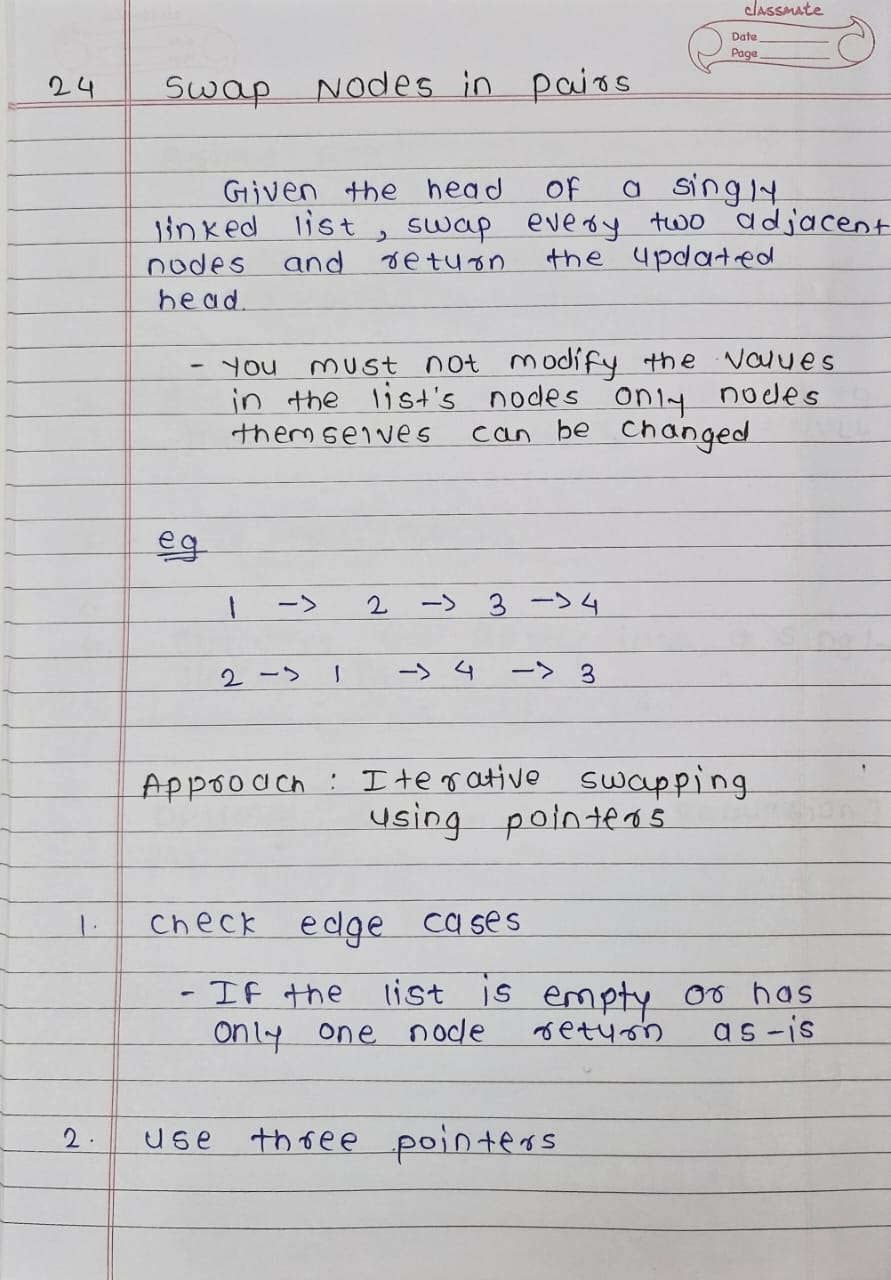 classmate
Date
Page
24 Swap Nodes in pairs
Given the head of a singly
linked list, swap every two adjacent
nodes and return the updated
head.
- You must not modify the values
in the list's nodes only nodes
themselves can be changed
eg
1 -> 2 -> 3 -> 4
2 -> 1 -> 4 -> 3
Approach : Iterative swapping
using pointers
1. check edge cases
- If the list is empty or has
only one node return as-is
2. use three pointers